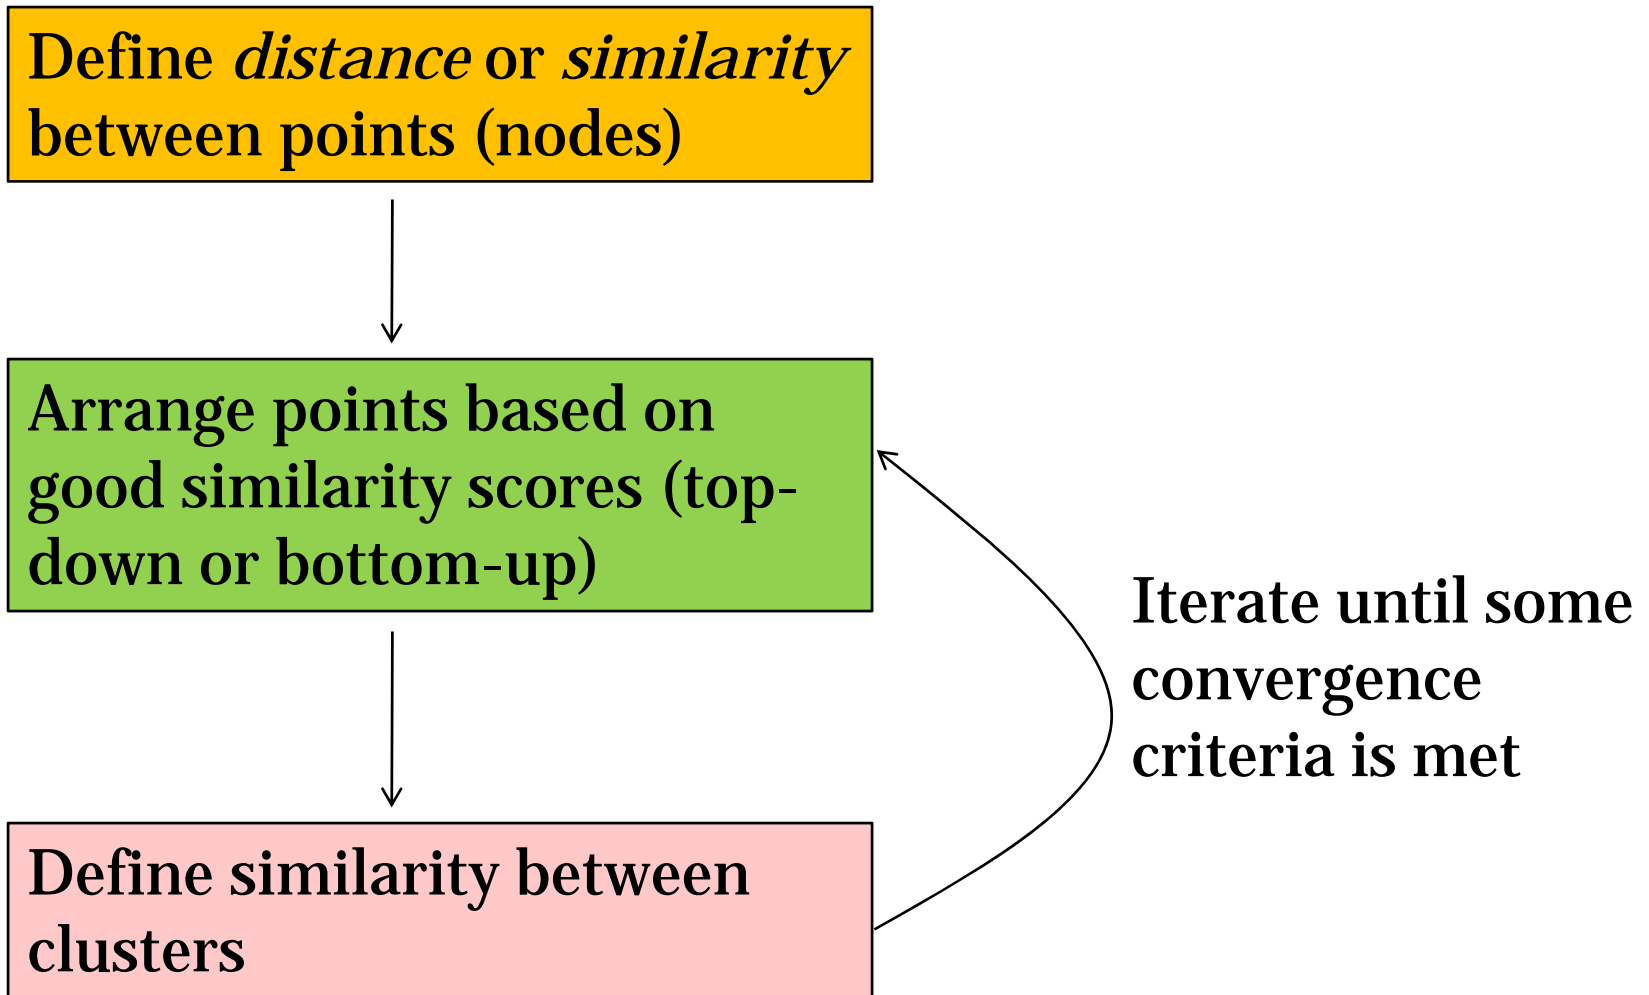 Define distance or similarity
between points (nodes)
Arrange points based on
good similarity scores (top-
down or bottom-up)
Iterate until some
convergence
criteria is met
Define similarity between
clusters